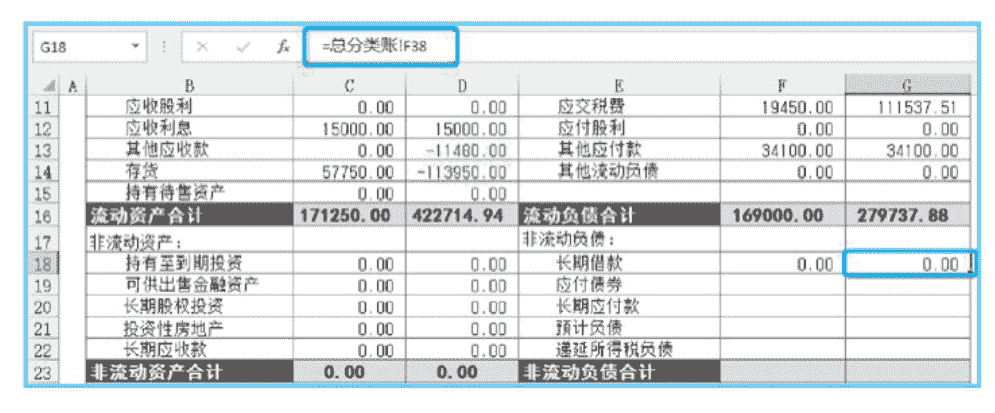 G18 fx =总分类账!F38
A B C D E F G
11 应收股利 0.00 0.00 应交税费 19450.00 111537.51
12 应收利息 15000.00 15000.00 应付股利 0.00 0.00
13 其他应收款 0.00 -11480.00 其他应付款 34100.00 34100.00
14 存货 57750.00 -113950.00 其他流动负债 0.00 0.00
15 持有待售资产 0.00 0.00
16 流动资产合计 171250.00 422714.94 流动负债合计 169000.00 279737.88
17 非流动资产: 非流动负债:
18 持有至到期投资 0.00 0.00 长期借款 0.00 0.00
19 可供出售金融资产 0.00 0.00 应付债券
20 长期股权投资 0.00 0.00 长期应付款
21 投资性房地产 0.00 0.00 预计负债
22 长期应收款 0.00 0.00 递延所得税负债
23 非流动资产合计 0.00 0.00 非流动负债合计